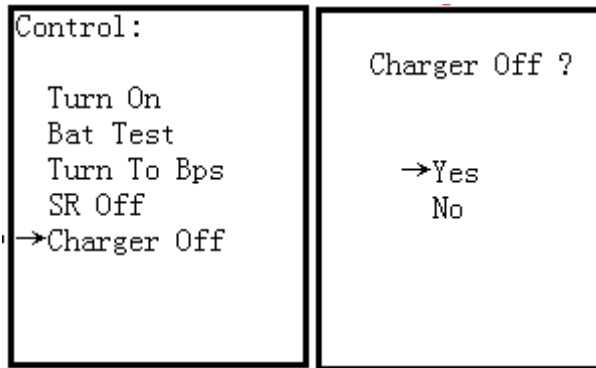 Control:
Turn On
Bat Test
Turn To Bps
SR Off
→Charger Off
Charger Off ?
→Yes
No